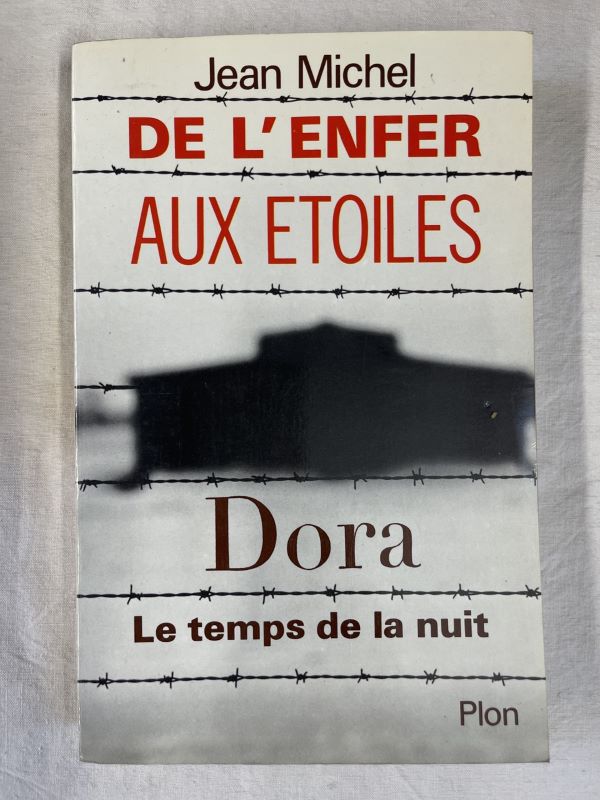 Jean Michel
DE L'ENFER
AUX ETOILES
Dora
Le temps de la nuit
Plon